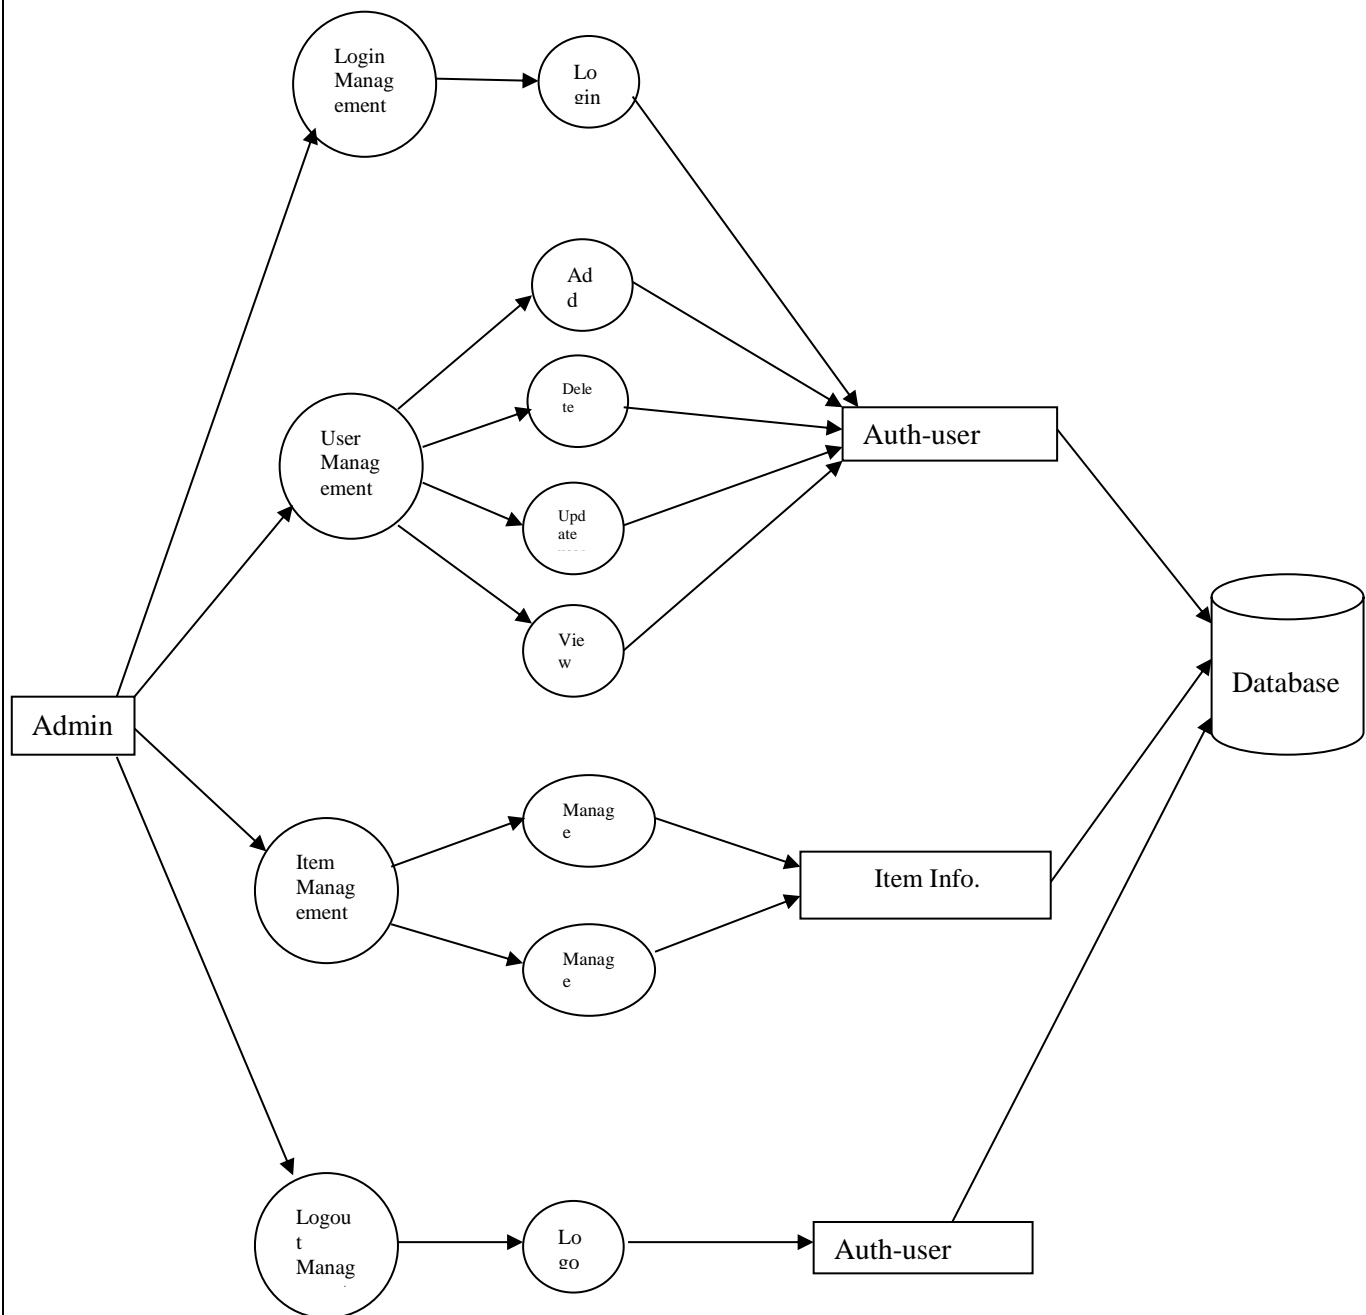 Login
Manag
ement
Lo
gin
Ad
d
Dele
te
User
Manag
ement
Auth-user
Upd
ate
Vie
w
Database
Admin
Manag
e
Item
Manag
ement
Item Info.
Manag
e
Logou
t
Manag
Lo
go
Auth-user